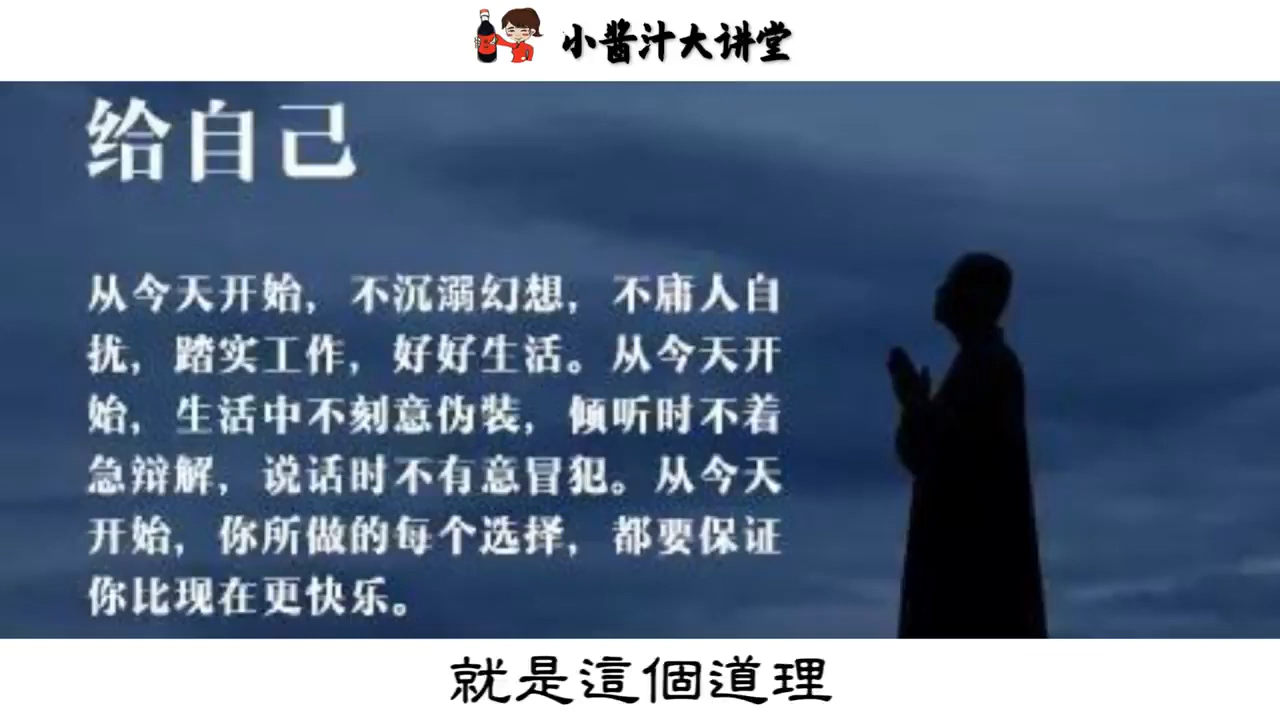 小酱汁大讲堂
给自己
从今天开始，不沉溺幻想，不庸人自
扰，踏实工作，好好生活。从今天开
始，生活中不刻意伪装，倾听时不着
急辩解，说话时不有意冒犯。从今天
开始，你所做的每个选择，都要保证
你比现在更快乐。
就是這個道理